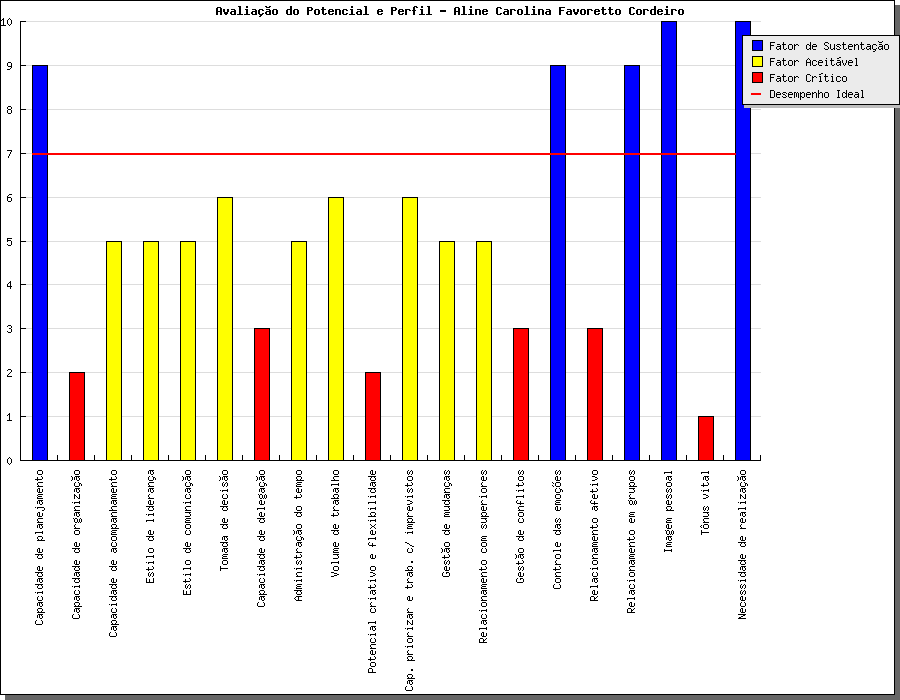 Avaliação do Potencial e Perfil - Aline Carolina Favoretto Cordeiro
Fator de Sustentação
Fator Aceitável
Fator Crítico
Desempenho Ideal
10
9
8
7
6
5
4
3
2
1
0
Capacidade de planejamento
Capacidade de organização
Capacidade de acompanhamento
Estilo de liderança
Estilo de comunicação
Tomada de decisão
Capacidade de delegação
Administração do tempo
Volume de trabalho
Potencial criativo e flexibilidade
Cap. priorizar e trab. c/ imprevistos
Gestão de mudanças
Relacionamento com superiores
Gestão de conflitos
Controle das emoções
Relacionamento afetivo
Relacionamento em grupos
Imagem pessoal
Tônus vital
Necessidade de realização